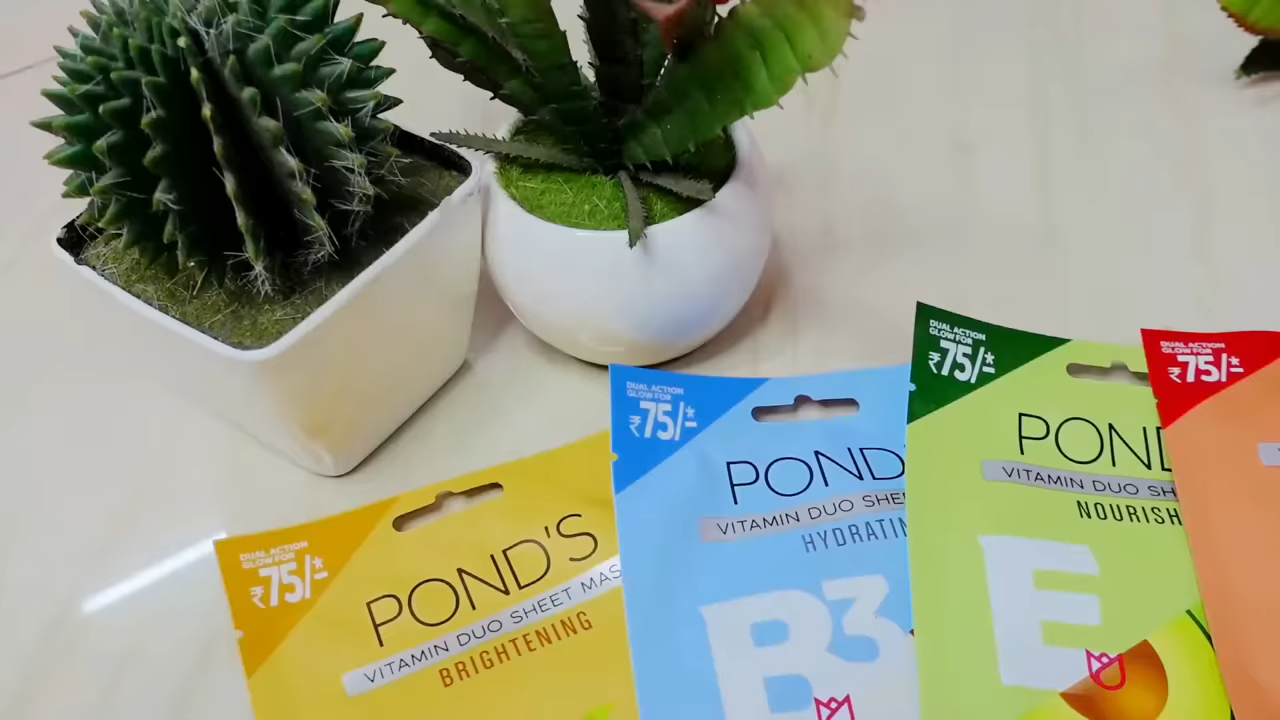 DUAL ACTION
GLOW FOR
₹75/-*
POND'S
VITAMIN DUO SHEET MAS
BRIGHTENING
DUAL ACTION
GLOW FOR
₹75/-*
POND'
VITAMIN DUO SHE
HYDRATIN
B3
DUAL ACTION
GLOW FOR
₹75/-*
POND
VITAMIN DUO SH
NOURISH
E
DUAL ACTION
GLOW FOR
₹75/-*